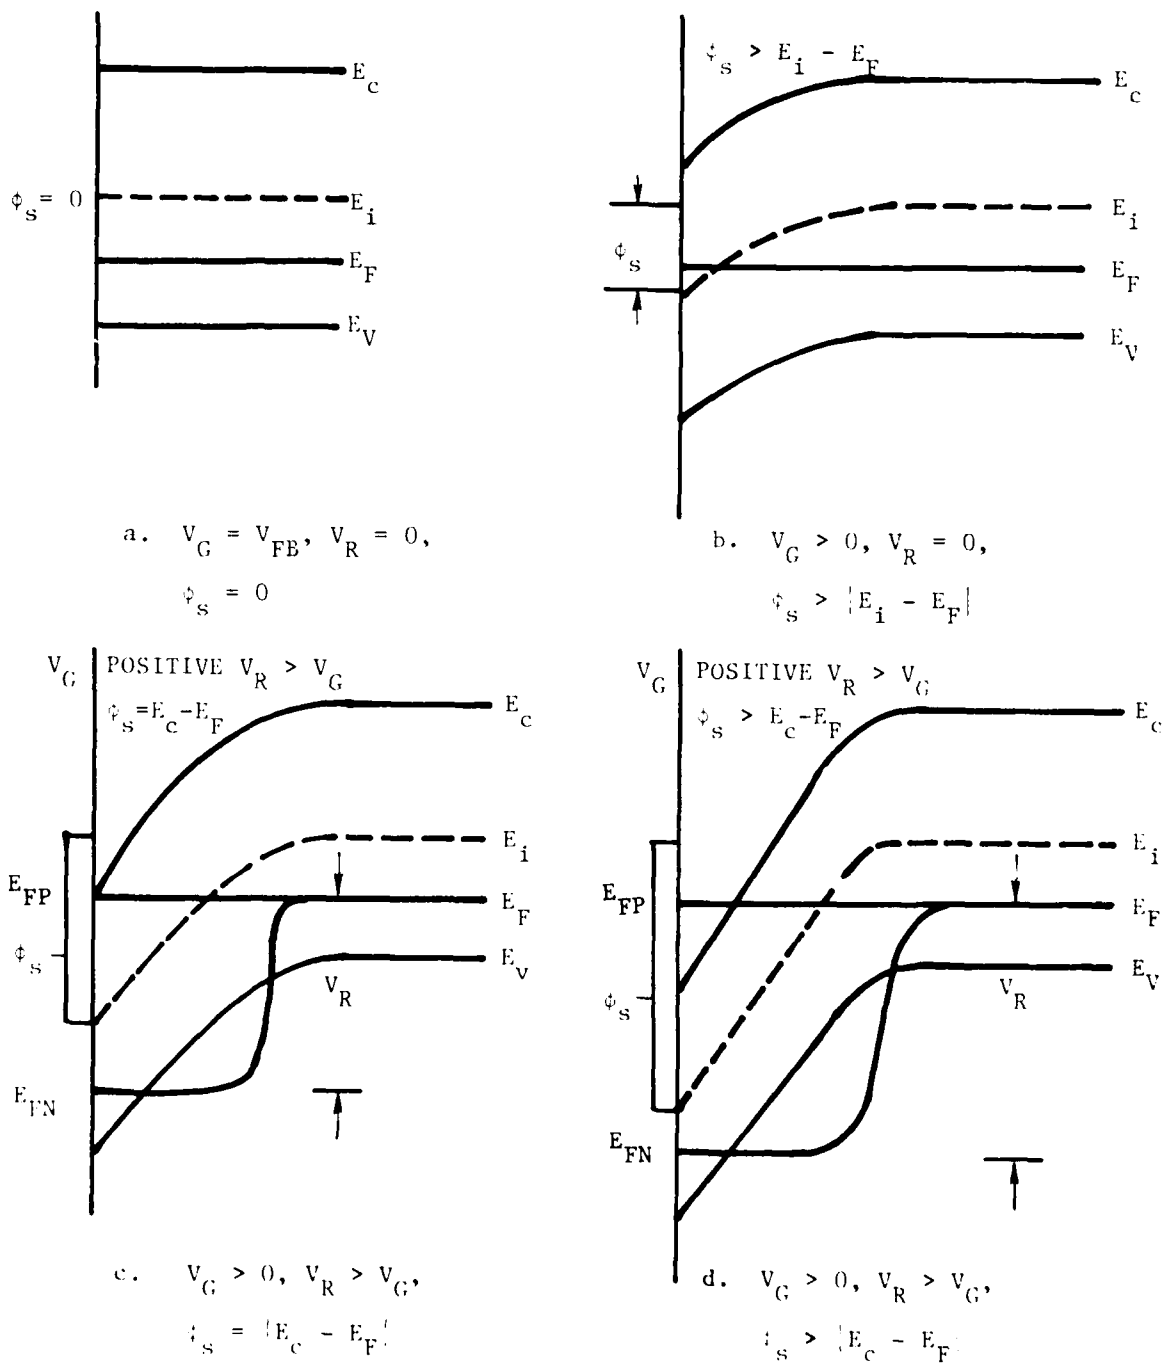 E_c
ϕ_s = 0
E_i
E_F
E_V
a. V_G = V_FB, V_R = 0,
ϕ_s = 0
ϕ_s > E_i - E_F
E_c
E_i
ϕ_s
E_F
E_V
b. V_G > 0, V_R = 0,
ϕ_s > |E_i - E_F|
V_G
POSITIVE V_R > V_G
ϕ_s=E_c-E_F
E_c
E_i
E_FP
E_F
ϕ_s
E_v
V_R
E_FN
c. V_G > 0, V_R > V_G,
ϕ_s = |E_c - E_F|
V_G
POSITIVE V_R > V_G
ϕ_s > E_c-E_F
E_c
E_i
E_FP
E_F
E_V
ϕ_s
V_R
E_FN
d. V_G > 0, V_R > V_G,
ϕ_s > |E_c - E_F|